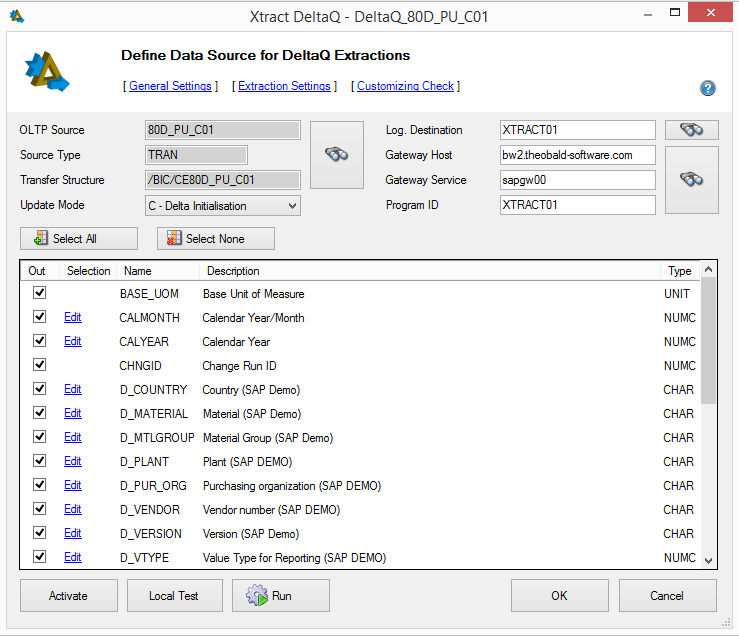 Xtract DeltaQ - DeltaQ_80D_PU_C01
Define Data Source for DeltaQ Extractions
[ General Settings ] [ Extraction Settings ] [ Customizing Check ]
OLTP Source 80D_PU_C01 Log. Destination XTRACT01
Source Type TRAN Gateway Host bw2.theobald-software.com
Transfer Structure /BIC/CE80D_PU_C01 Gateway Service sapgw00
Update Mode C - Delta Initialisation Program ID XTRACT01
Select All Select None
Out Selection Name Description Type
BASE_UOM Base Unit of Measure UNIT
Edit CALMONTH Calendar Year/Month NUMC
Edit CALYEAR Calendar Year NUMC
CHNGID Change Run ID NUMC
Edit D_COUNTRY Country (SAP Demo) CHAR
Edit D_MATERIAL Material (SAP Demo) CHAR
Edit D_MTLGROUP Material Group (SAP Demo) CHAR
Edit D_PLANT Plant (SAP DEMO) CHAR
Edit D_PUR_ORG Purchasing organization (SAP DEMO) CHAR
Edit D_VENDOR Vendor number (SAP DEMO) CHAR
Edit D_VERSION Version (SAP Demo) CHAR
Edit D_VTYPE Value Type for Reporting (SAP DEMO) NUMC
Activate Local Test Run OK Cancel